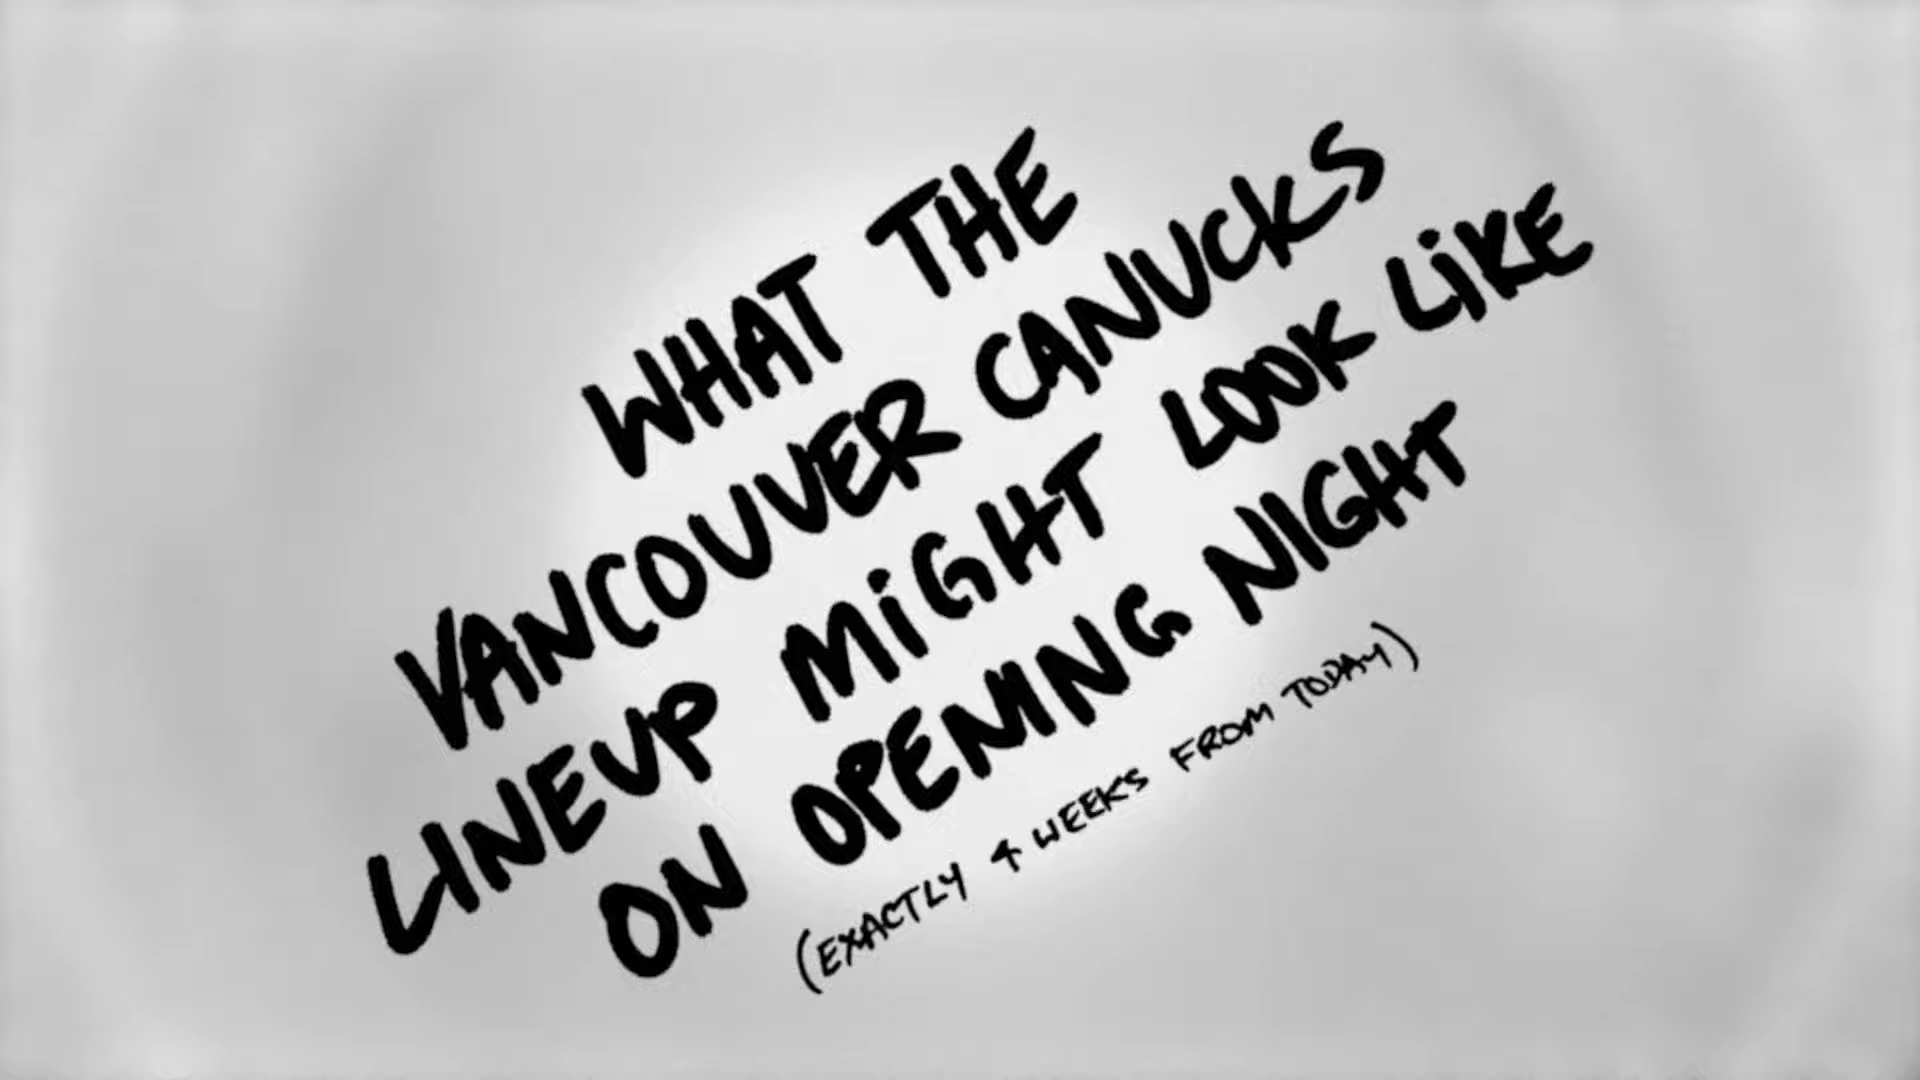 WHAT THE
VANCOUVER CANUCKS
LINEUP MiGHT LOOK LiKE
ON OPENING NIGHT
(EXACTLY 4 WEEKS FROM TODAY)